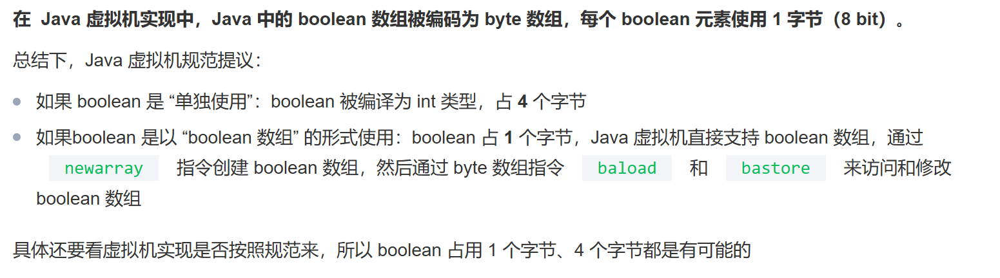 在 Java 虚拟机实现中，Java 中的 boolean 数组被编码为 byte 数组，每个 boolean 元素使用 1 字节（8 bit）。
总结下，Java 虚拟机规范提议：
如果 boolean 是 “单独使用”：boolean 被编译为 int 类型，占 4 个字节
如果boolean 是以 “boolean 数组” 的形式使用：boolean 占 1 个字节，Java 虚拟机直接支持 boolean 数组，通过
newarray 指令创建 boolean 数组，然后通过 byte 数组指令 baload 和 bastore 来访问和修改
boolean 数组
具体还要看虚拟机实现是否按照规范来，所以 boolean 占用 1 个字节、4 个字节都是有可能的